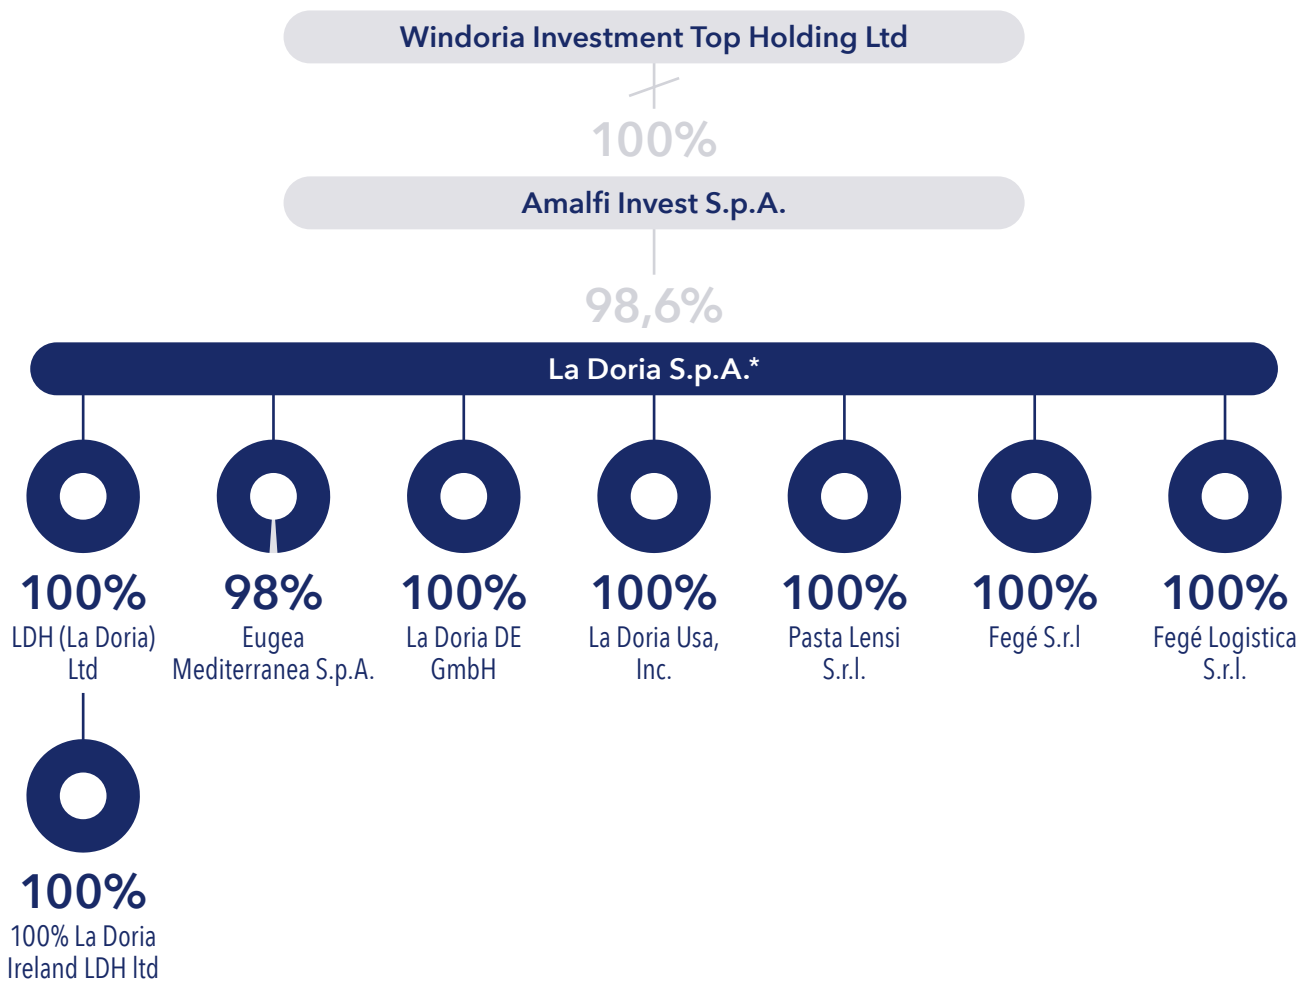 Windoria Investment Top Holding Ltd
100%
Amalfi Invest S.p.A.
98,6%
La Doria S.p.A.*
100%
LDH (La Doria)
Ltd
98%
Eugea
Mediterranea S.p.A.
100%
La Doria DE
GmbH
100%
La Doria Usa,
Inc.
100%
Pasta Lensi
S.r.l.
100%
Fegé S.r.l
100%
Fegé Logistica
S.r.l.
100%
100% La Doria
Ireland LDH ltd